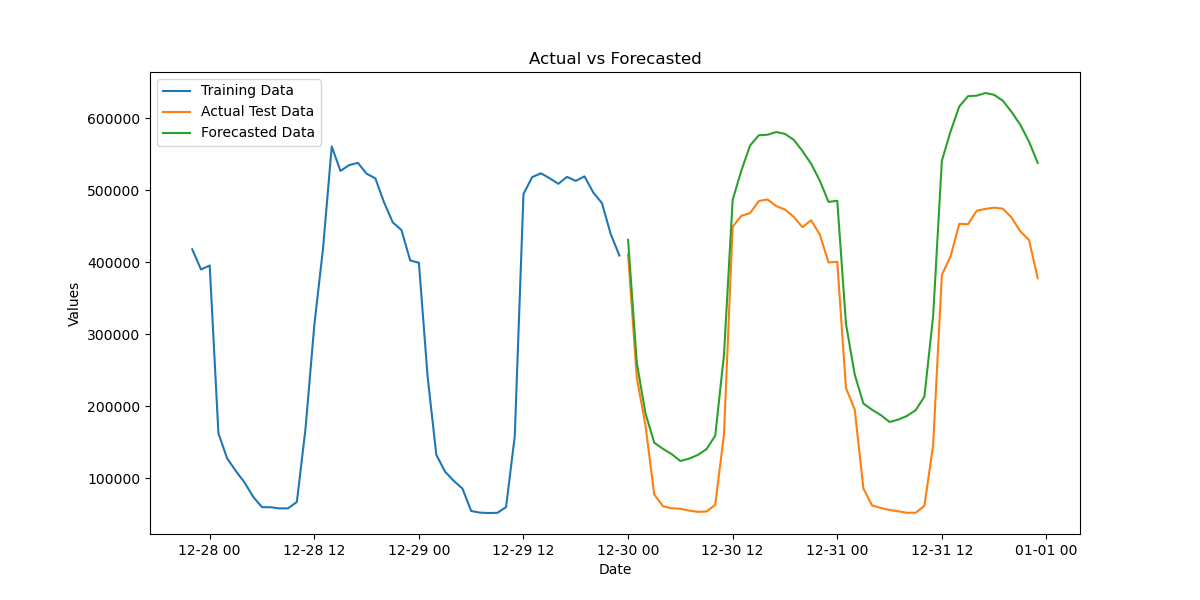 Actual vs Forecasted
Training Data
Actual Test Data
Forecasted Data
600000
500000
400000
300000
200000
100000
Values
12-28 00
12-28 12
12-29 00
12-29 12
12-30 00
12-30 12
12-31 00
12-31 12
01-01 00
Date